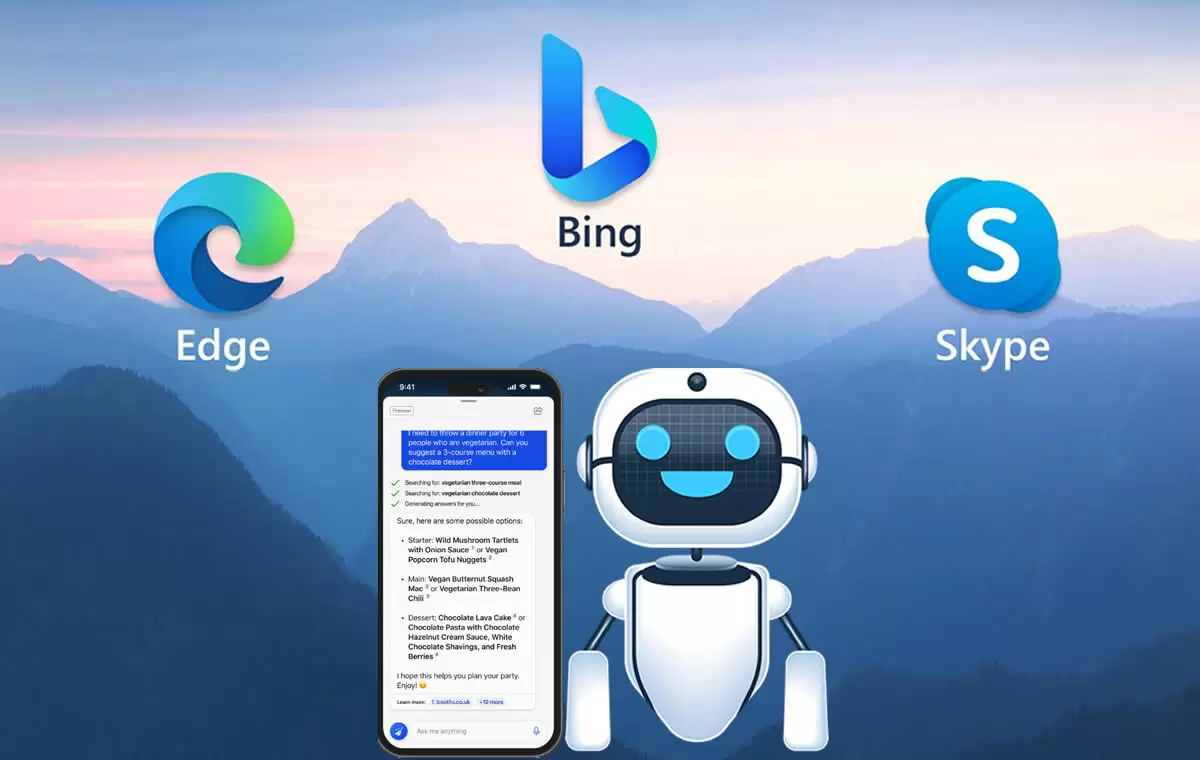 Bing
Edge
Skype
S
9:41
Preview
I need to throw a dinner party for 6
people who are vegetarian. Can you
suggest a 3-course menu with a
chocolate dessert?
Searching for: vegetarian three-course meal
Searching for: vegetarian chocolate dessert
Generating answers for you...
Sure, here are some possible options:
• Starter: Wild Mushroom Tartlets
with Onion Sauce 1 or Vegan
Popcorn Tofu Nuggets 2
• Main: Vegan Butternut Squash
Mac 3 or Vegetarian Three-Bean
Chili 3
• Dessert: Chocolate Lava Cake 4 or
Chocolate Pasta with Chocolate
Hazelnut Cream Sauce, White
Chocolate Shavings, and Fresh
Berries 4
I hope this helps you plan your party.
Enjoy! 😊
Learn more: 1. booths.co.uk +10 more
Ask me anything